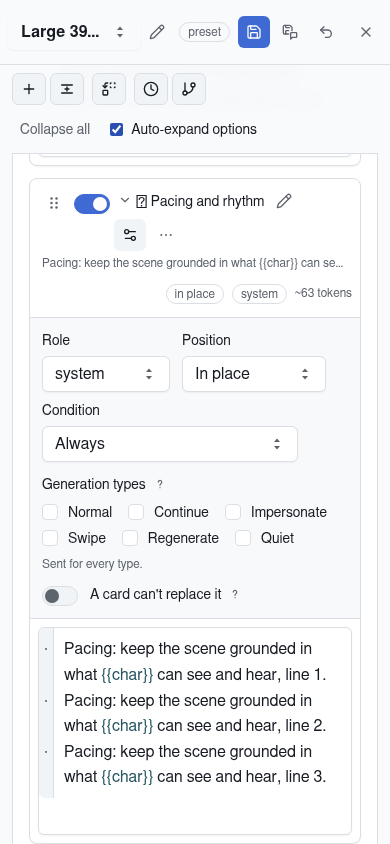 Large 39...
preset
Collapse all
Auto-expand options
Pacing and rhythm
Pacing: keep the scene grounded in what {{char}} can se...
in place system ~63 tokens
Role Position
system In place
Condition
Always
Generation types ?
Normal Continue Impersonate
Swipe Regenerate Quiet
Sent for every type.
A card can't replace it ?
Pacing: keep the scene grounded in
what {{char}} can see and hear, line 1.
Pacing: keep the scene grounded in
what {{char}} can see and hear, line 2.
Pacing: keep the scene grounded in
what {{char}} can see and hear, line 3.